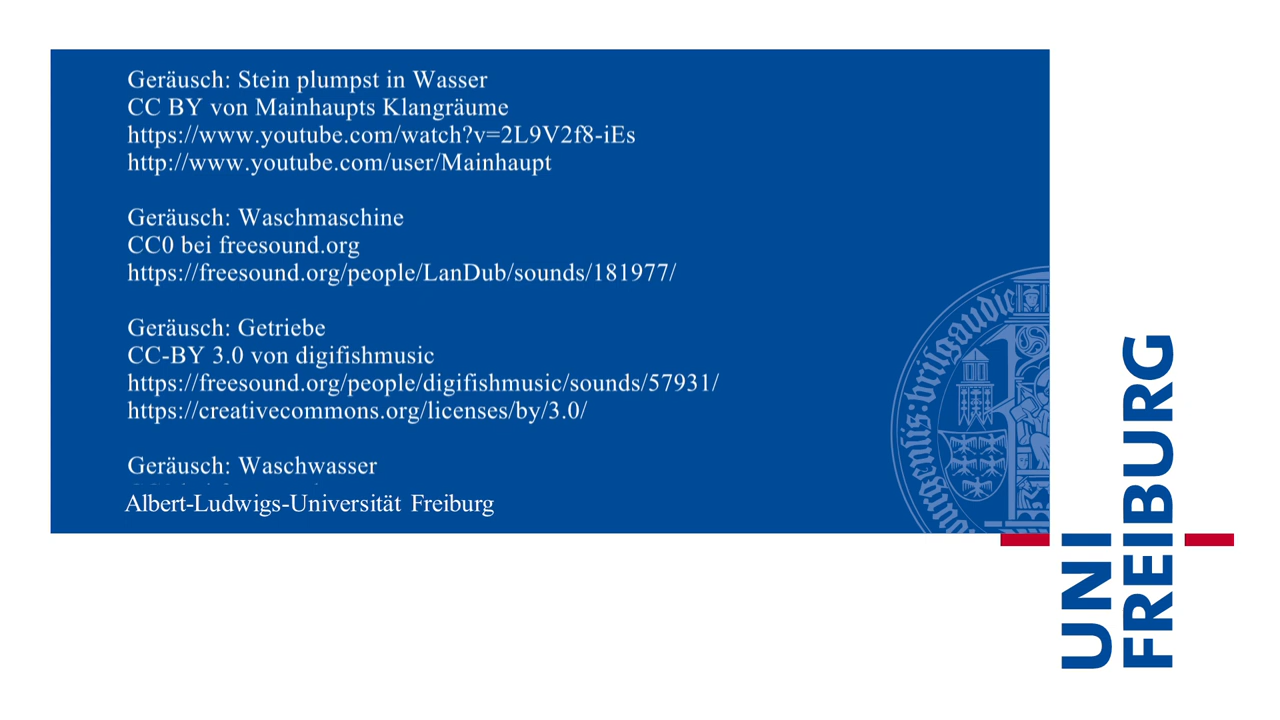 Geräusch: Stein plumpst in Wasser
CC BY von Mainhaupts Klangräume
https://www.youtube.com/watch?v=2L9V2f8-iEs
http://www.youtube.com/user/Mainhaupt
Geräusch: Waschmaschine
CC0 bei freesound.org
https://freesound.org/people/LanDub/sounds/181977/
Geräusch: Getriebe
CC-BY 3.0 von digifishmusic
https://freesound.org/people/digifishmusic/sounds/57931/
https://creativecommons.org/licenses/by/3.0/
Geräusch: Waschwasser
Albert-Ludwigs-Universität Freiburg
UNI
FREIBURG